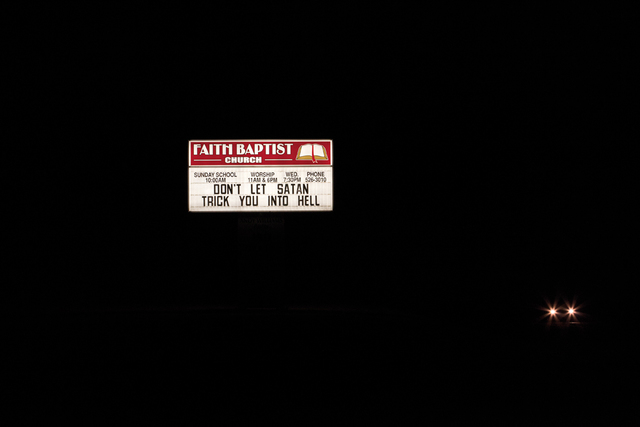 FAITH BAPTIST
CHURCH
SUNDAY SCHOOL WORSHIP WED. PHONE
10:00AM 11AM & 6PM 7:30PM 526-3010
DON'T LET SATAN
TRICK YOU INTO HELL